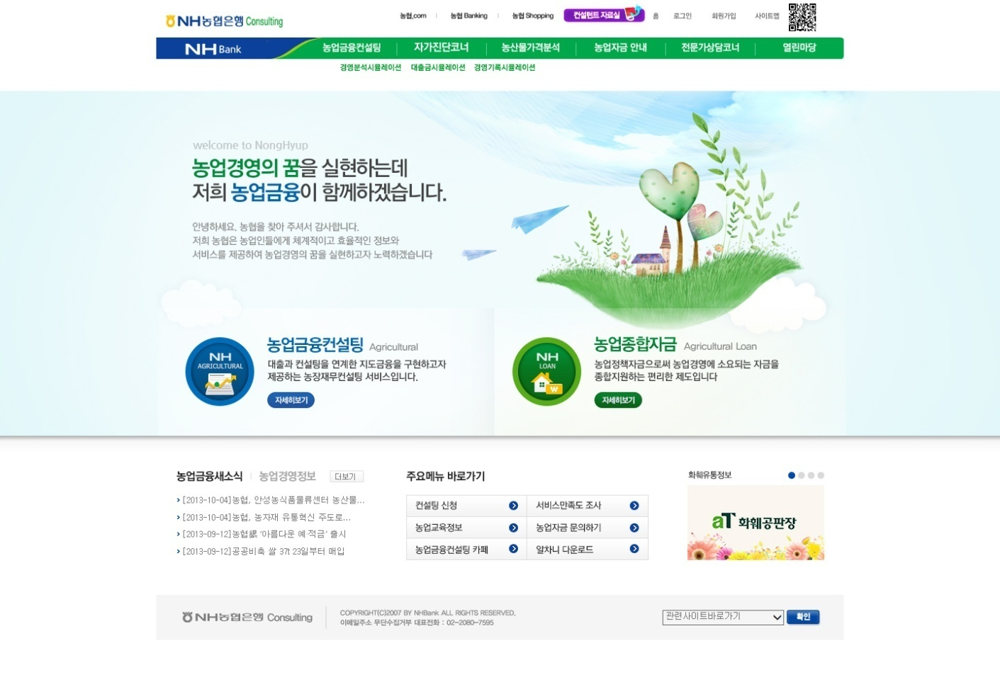 NH농협은행 Consulting
농협.com
농협 Banking
농협 Shopping
컨설턴트 자료실
홈
로그인
회원가입
사이트맵
NH Bank
농업금융컨설팅
자가진단코너
농산물가격분석
농업자금 안내
전문가상담코너
열린마당
경영분석시뮬레이션
대출금시뮬레이션
경영기록시뮬레이션
welcome to NongHyup
농업경영의 꿈을 실현하는데
저희 농업금융이 함께하겠습니다.
안녕하세요. 농협을 찾아 주셔서 감사합니다.
저희 농협은 농업인들에게 체계적이고 효율적인 정보와
서비스를 제공하여 농업경영의 꿈을 실현하고자 노력하겠습니다
NH
AGRICULTURAL
농업금융컨설팅 Agricultural
대출과 컨설팅을 연계한 지도금융을 구현하고자
제공하는 농장재무컨설팅 서비스입니다.
자세히보기
NH
LOAN
농업종합자금 Agricultural Loan
농업정책자금으로써 농업경영에 소요되는 자금을
종합지원하는 편리한 제도입니다
자세히보기
농업금융새소식
농업경영정보
더보기
[2013-10-04]농협, 안성농식품물류센터 농산물...
[2013-10-04]농협, 농자재 유통혁신 주도로...
[2013-09-12]농협銀 '아름다운 예·적금' 출시
[2013-09-12]공공비축 쌀 37t 23일부터 매입
주요메뉴 바로가기
컨설팅 신청
서비스만족도 조사
농업교육정보
농업자금 문의하기
농업금융컨설팅 카페
알차니 다운로드
화훼유통정보
aT 화훼공판장
NH농협은행 Consulting
COPYRIGHT(C)2007 BY NHBank ALL RIGHTS RESERVED.
이메일주소 무단수집거부 대표전화 : 02-2080-7595
관련사이트바로가기
확인